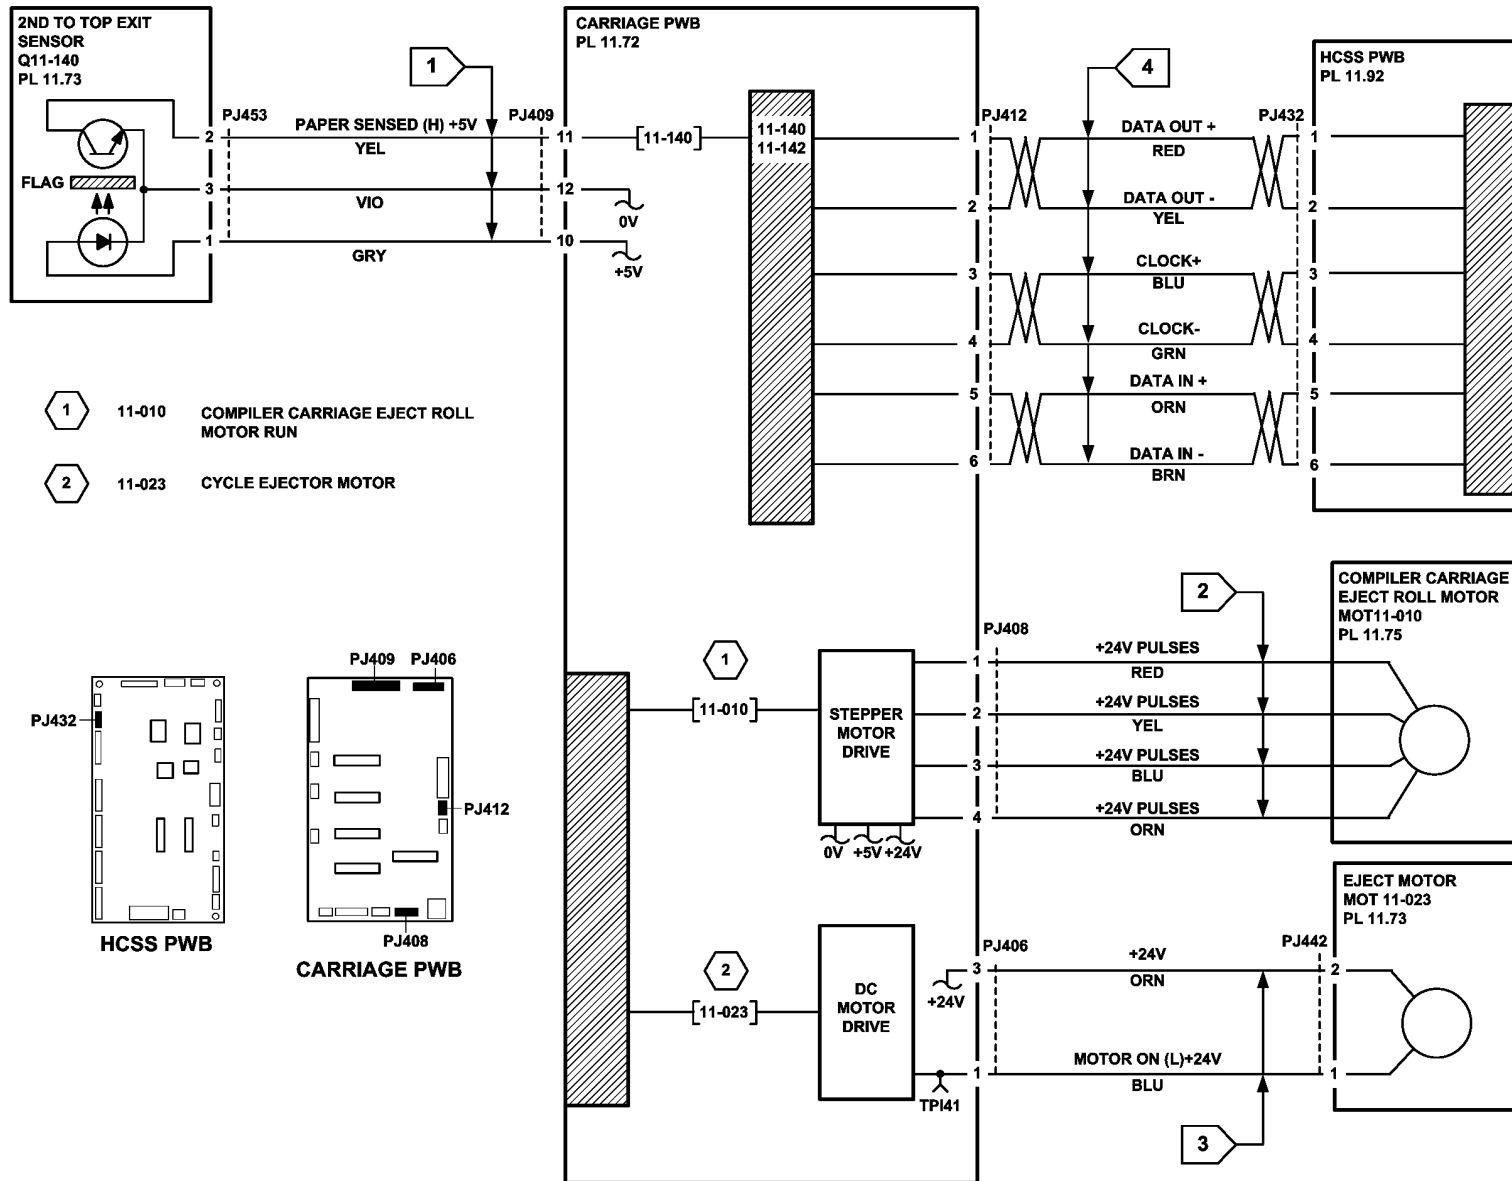 2ND TO TOP EXIT
SENSOR
Q11-140
PL 11.73
FLAG
2
3
1
PJ453
PAPER SENSED (H) +5V
YEL
VIO
GRY
1
PJ409
11
12
10
CARRIAGE PWB
PL 11.72
[11-140]
0V
+5V
11-140
11-142
1
2
3
4
5
6
PJ412
4
DATA OUT +
RED
DATA OUT -
YEL
CLOCK+
BLU
CLOCK-
GRN
DATA IN +
ORN
DATA IN -
BRN
PJ432
1
2
3
4
5
6
HCSS PWB
PL 11.92
1
11-010
COMPILER CARRIAGE EJECT ROLL
MOTOR RUN
2
11-023
CYCLE EJECTOR MOTOR
PJ432
HCSS PWB
PJ409
PJ406
PJ412
PJ408
CARRIAGE PWB
1
[11-010]
STEPPER
MOTOR
DRIVE
0V
+5V
+24V
1
2
3
4
PJ408
2
+24V PULSES
RED
+24V PULSES
YEL
+24V PULSES
BLU
+24V PULSES
ORN
COMPILER CARRIAGE
EJECT ROLL MOTOR
MOT11-010
PL 11.75
2
[11-023]
DC
MOTOR
DRIVE
+24V
TPI41
3
1
PJ406
+24V
ORN
MOTOR ON (L)+24V
BLU
3
PJ442
2
1
EJECT MOTOR
MOT 11-023
PL 11.73